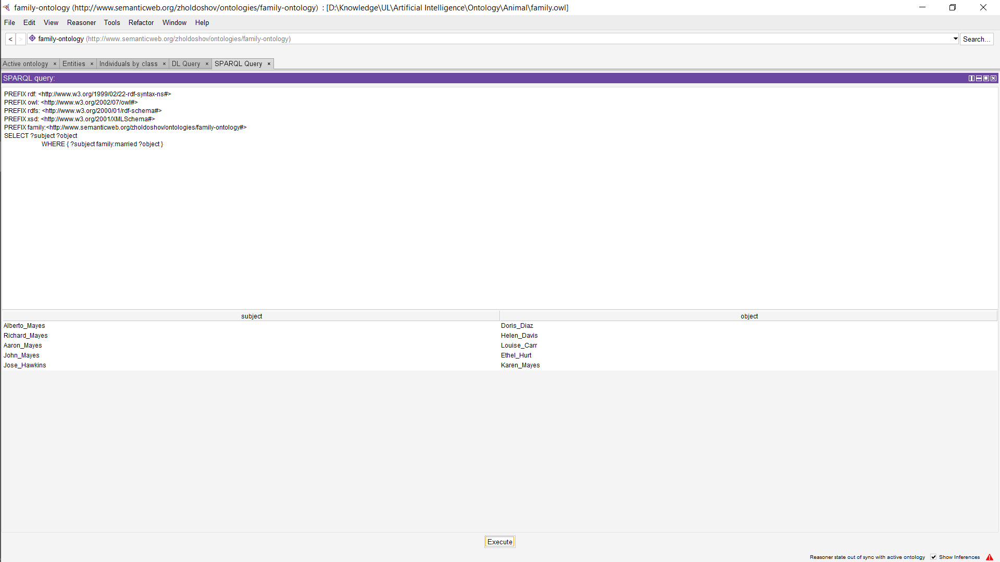 family-ontology (http://www.semanticweb.org/zholdoshov/ontologies/family-ontology) : [D:\Knowledge\UL\Artificial Intelligence\Ontology\Animal\family.owl]
File Edit View Reasoner Tools Refactor Window Help
< > family-ontology (http://www.semanticweb.org/zholdoshov/ontologies/family-ontology) Search...
Active ontology × Entities × Individuals by class × DL Query × SPARQL Query ×
SPARQL query:
PREFIX rdf: <http://www.w3.org/1999/02/22-rdf-syntax-ns#>
PREFIX owl: <http://www.w3.org/2002/07/owl#>
PREFIX rdfs: <http://www.w3.org/2000/01/rdf-schema#>
PREFIX xsd: <http://www.w3.org/2001/XMLSchema#>
PREFIX family:<http://www.semanticweb.org/zholdoshov/ontologies/family-ontology#>
SELECT ?subject ?object
WHERE { ?subject family:married ?object }
subject object
Alberto_Mayes Doris_Diaz
Richard_Mayes Helen_Davis
Aaron_Mayes Louise_Carr
John_Mayes Ethel_Hurt
Jose_Hawkins Karen_Mayes
Execute
Reasoner state out of sync with active ontology Show Inferences